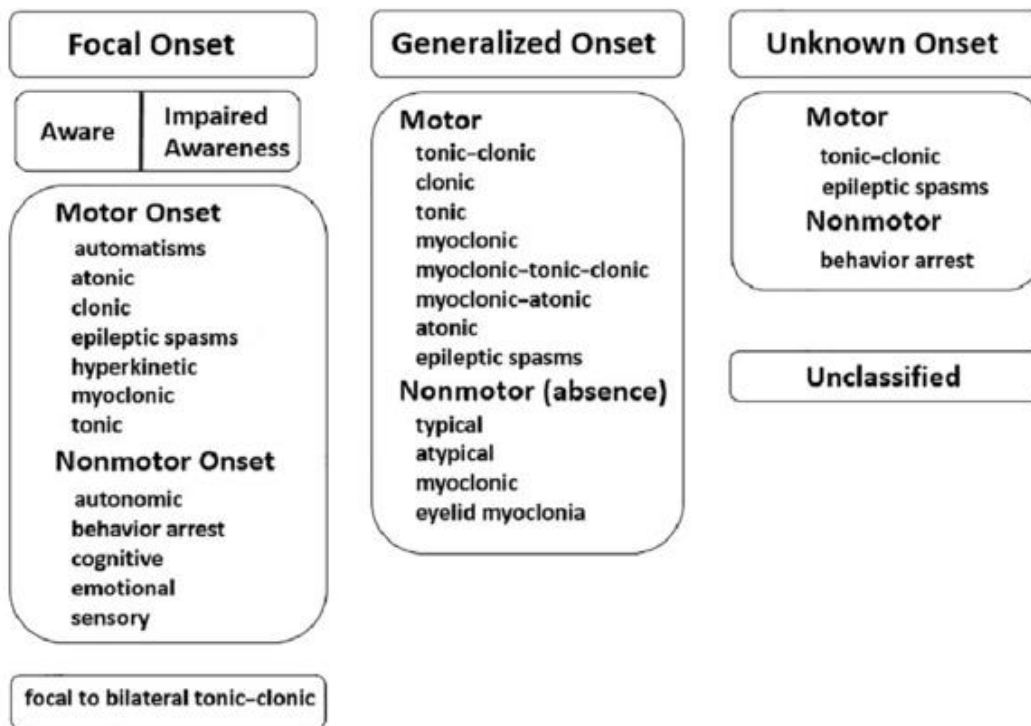 Focal Onset
Aware
Impaired
Awareness
Motor Onset
automatisms
atonic
clonic
epileptic spasms
hyperkinetic
myoclonic
tonic
Nonmotor Onset
autonomic
behavior arrest
cognitive
emotional
sensory
focal to bilateral tonic–clonic
Generalized Onset
Motor
tonic–clonic
clonic
tonic
myoclonic
myoclonic–tonic–clonic
myoclonic–atonic
atonic
epileptic spasms
Nonmotor (absence)
typical
atypical
myoclonic
eyelid myoclonia
Unknown Onset
Motor
tonic–clonic
epileptic spasms
Nonmotor
behavior arrest
Unclassified